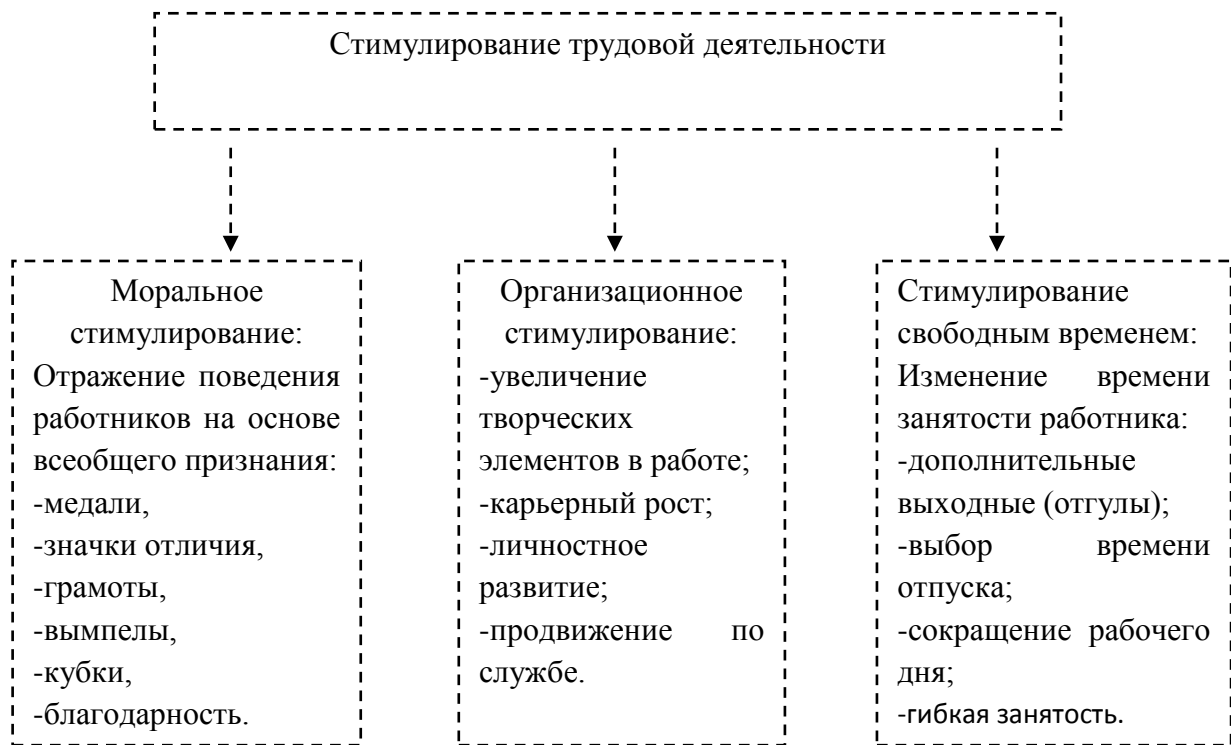 Стимулирование трудовой деятельности
Моральное
стимулирование:
Отражение поведения
работников на основе
всеобщего признания:
-медали,
-значки отличия,
-грамоты,
-вымпелы,
-кубки,
-благодарность.
Организационное
стимулирование:
-увеличение
творческих
элементов в работе;
-карьерный рост;
-личностное
развитие;
-продвижение по
службе.
Стимулирование
свободным временем:
Изменение времени
занятости работника:
-дополнительные
выходные (отгулы);
-выбор времени
отпуска;
-сокращение рабочего
дня;
-гибкая занятость.